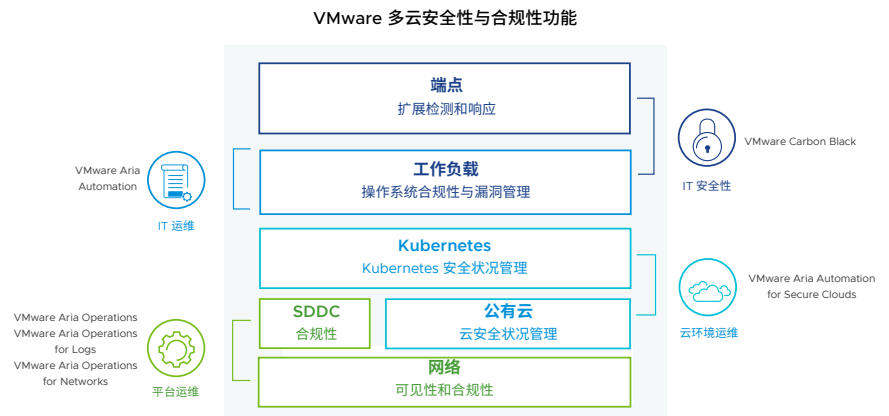 VMware 多云安全性与合规性功能
端点
扩展检测和响应
VMware Carbon Black
IT 安全性
VMware Aria
Automation
IT 运维
工作负载
操作系统合规性与漏洞管理
Kubernetes
Kubernetes 安全状况管理
VMware Aria Automation
for Secure Clouds
云环境运维
SDDC
合规性
公有云
云安全状况管理
VMware Aria Operations
VMware Aria Operations
for Logs
VMware Aria Operations
for Networks
平台运维
网络
可见性和合规性